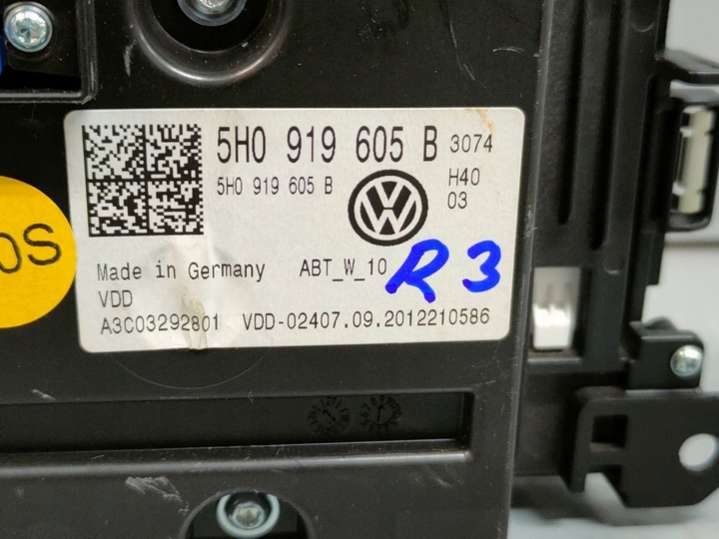 5H0 919 605 B 3074
5H0 919 605 B
H40
03
0S
Made in Germany ABT_W_10
R3
VDD
A3C03292801 VDD-02407.09.2012210586